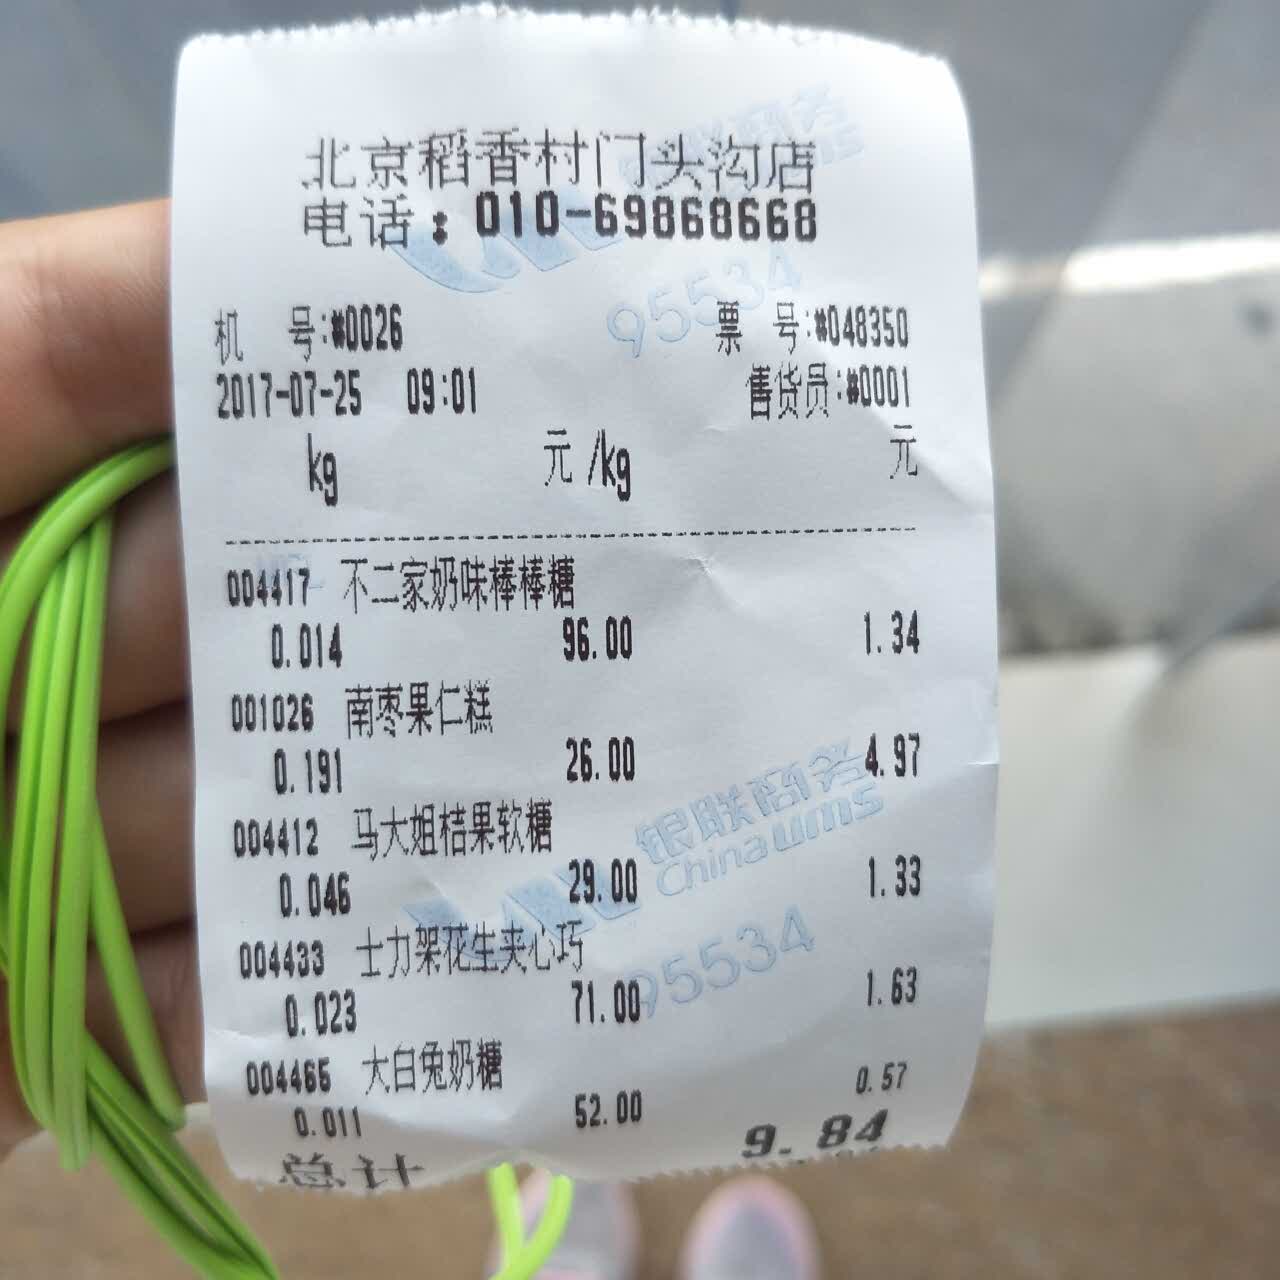 北京稻香村门头沟店
电话：010-69868668
机 号:#0026 票 号:#048350
2017-07-25 09:01 售货员:#0001
kg 元/kg 元
004417 不二家奶味棒棒糖
0.014 96.00 1.34
001026 南枣果仁糕
0.191 26.00 4.97
004412 马大姐桔果软糖
0.046 29.00 1.33
004433 士力架花生夹心巧
0.023 71.00 1.63
004465 大白兔奶糖
0.011 52.00 0.57
总计 9.84
银联商务
China ums
95534
95534